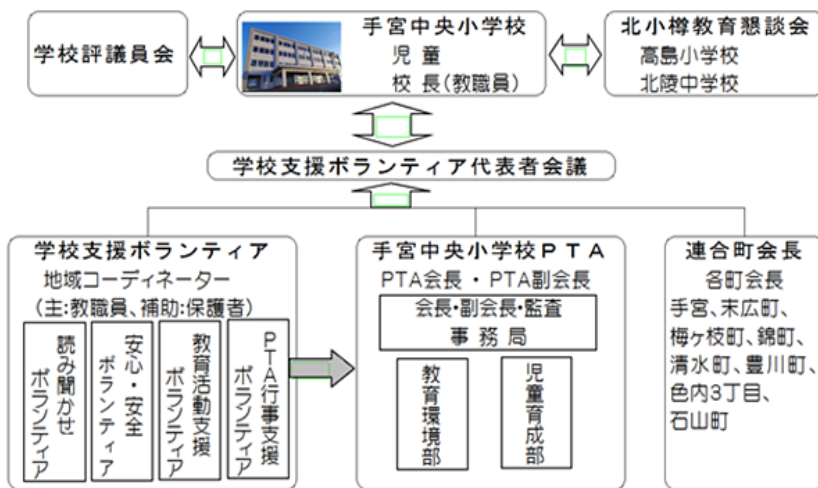 学校評議員会
手宮中央小学校
児 童
校 長(教職員)
北小樽教育懇談会
高島小学校
北陵中学校
学校支援ボランティア代表者会議
学校支援ボランティア
地域コーディネーター
(主:教職員、補助:保護者)
読み聞かせ
ボランティア
安心・安全
ボランティア
教育活動支援
ボランティア
PTA行事支援
ボランティア
手宮中央小学校PTA
PTA会長・PTA副会長
会長・副会長・監査
事 務 局
教育環境部
児童育成部
連合町会長
各町会長
手宮、末広町、
梅ヶ枝町、錦町、
清水町、豊川町、
色内3丁目、
石山町